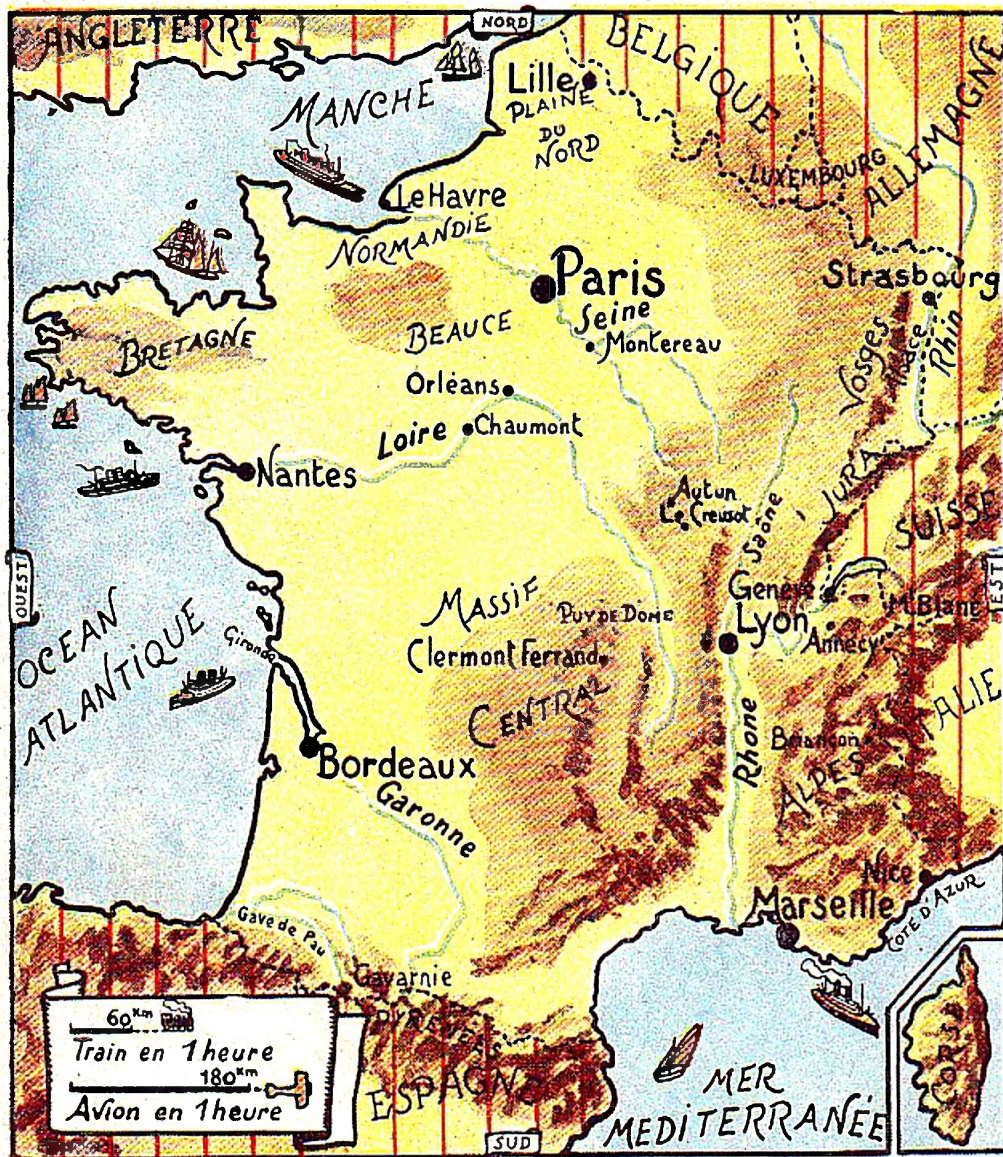 NORD
ANGLETERRE
MANCHE
BELGIQUE
Lille
PLAINE
DU
NORD
LUXEMBOURG
ALLEMAGNE
Le Havre
NORMANDIE
Paris
Seine
Montereau
Strasbourg
Vosges
Alsace
Rhin
BRETAGNE
BEAUCE
Orléans
Loire
Chaumont
Nantes
Autun
Le Creusot
Saône
JURA
SUISSE
OUEST
EST
OCEAN
ATLANTIQUE
Gironde
MASSIF
CENTRAL
PUY DE DOME
Clermont Ferrand
Genève
Lyon
Annecy
Mt Blanc
ALIE
Bordeaux
Garonne
Rhone
Briançon
ALPES
Nice
Marseille
COTE D'AZUR
Gave de Pau
Gavarnie
PYRENEES
ESPAGNE
60 Km
Train en 1 heure
180 Km
Avion en 1 heure
SUD
MER
MEDITERRANÉE
CORSE